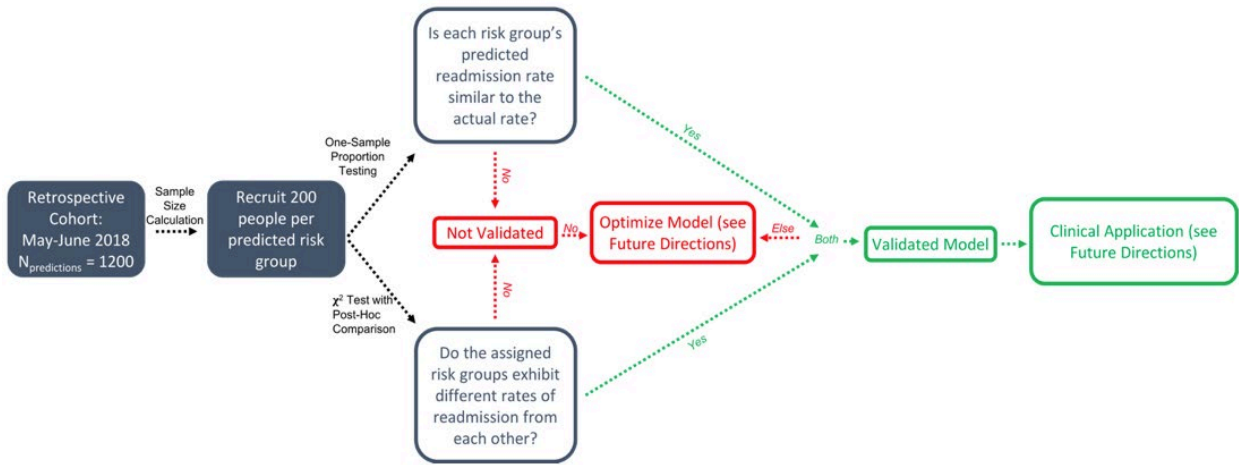 Retrospective
Cohort:
May-June 2018
Npredictions = 1200
Sample
Size
Calculation
Recruit 200
people per
predicted risk
group
One-Sample
Proportion
Testing
χ² Test with
Post-Hoc
Comparison
Is each risk group's
predicted
readmission rate
similar to the
actual rate?
No
Not Validated
No
Do the assigned
risk groups exhibit
different rates of
readmission from
each other?
No
Optimize Model (see
Future Directions)
Else
Yes
Yes
Both
Validated Model
Clinical Application (see
Future Directions)